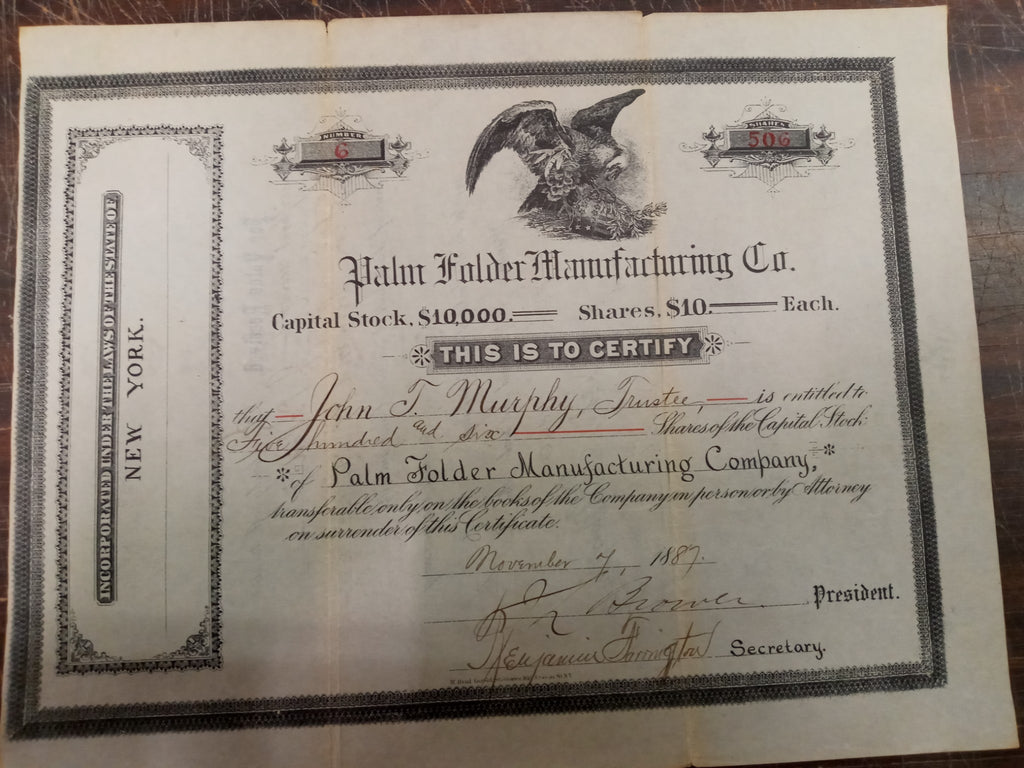 NUMBER
6
SHARES
506
Palm Folder Manufacturing Co.
Capital Stock, $10,000. Shares, $10. Each.
THIS IS TO CERTIFY
that John T. Murphy, Trustee, is entitled to
Five hundred and six Shares of the Capital Stock
of Palm Folder Manufacturing Company,
transferable only on the books of the Company in person or by Attorney
on surrender of this Certificate.
November 7, 1887.
Brower President.
Benjamin Secretary.
INCORPORATED UNDER THE LAWS OF THE STATE OF
NEW YORK.